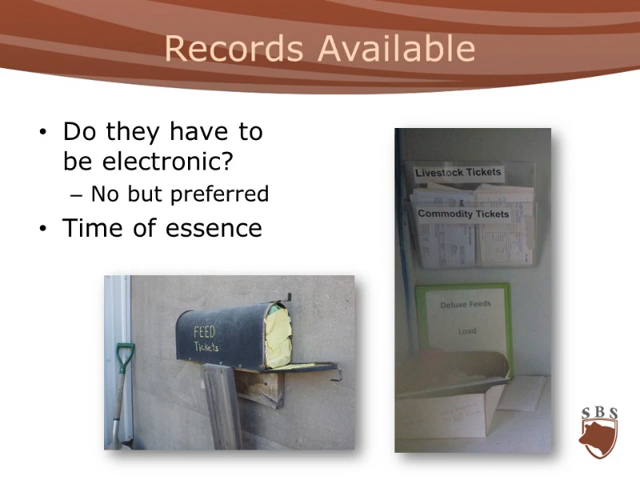 Records Available
• Do they have to
be electronic?
– No but preferred
• Time of essence
FEED
Tickets
Livestock Tickets
Commodity Tickets
Deluxe Feeds
Load
SBS